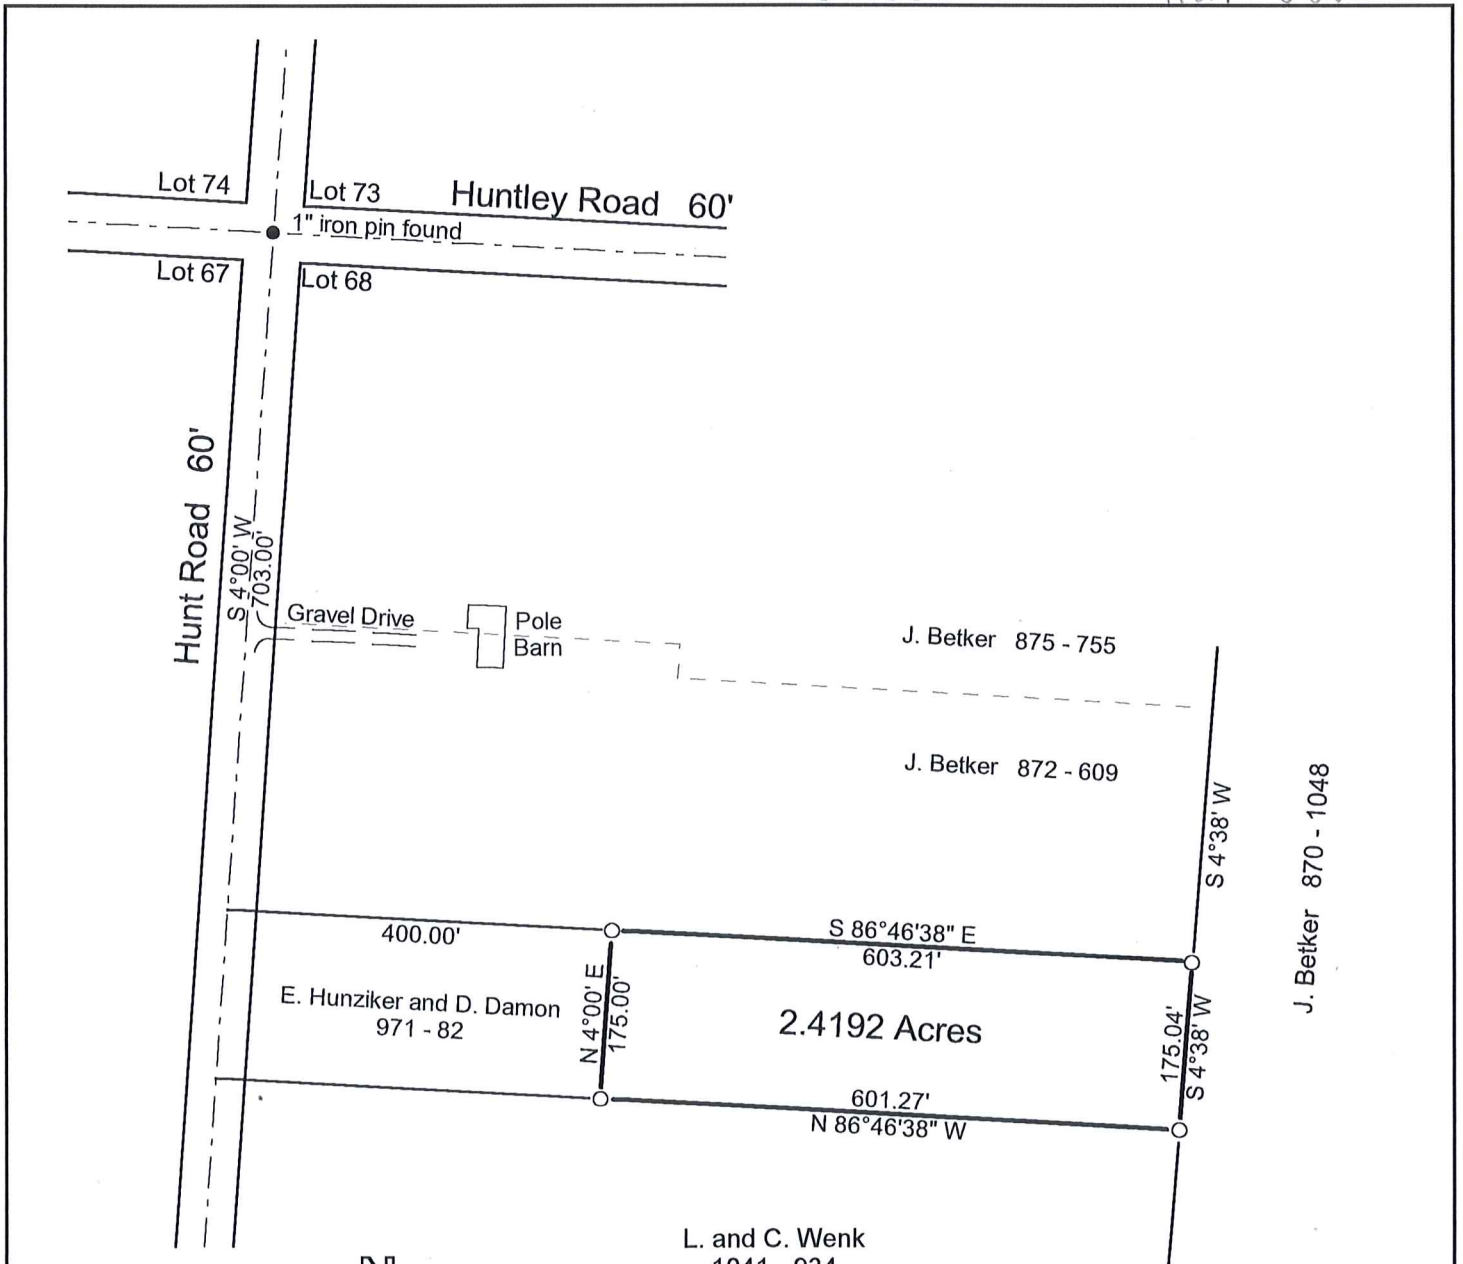 Lot 74
Lot 73
Huntley Road 60'
1" iron pin found
Lot 67
Lot 68
Hunt Road 60'
S 4°00' W
703.00'
Gravel Drive
Pole
Barn
J. Betker 875 - 755
J. Betker 872 - 609
S 4°38' W
J. Betker 870 - 1048
400.00'
S 86°46'38" E
603.21'
E. Hunziker and D. Damon
971 - 82
N 4°00' E
175.00'
2.4192 Acres
175.04'
S 4°38' W
601.27'
N 86°46'38" W
L. and C. Wenk